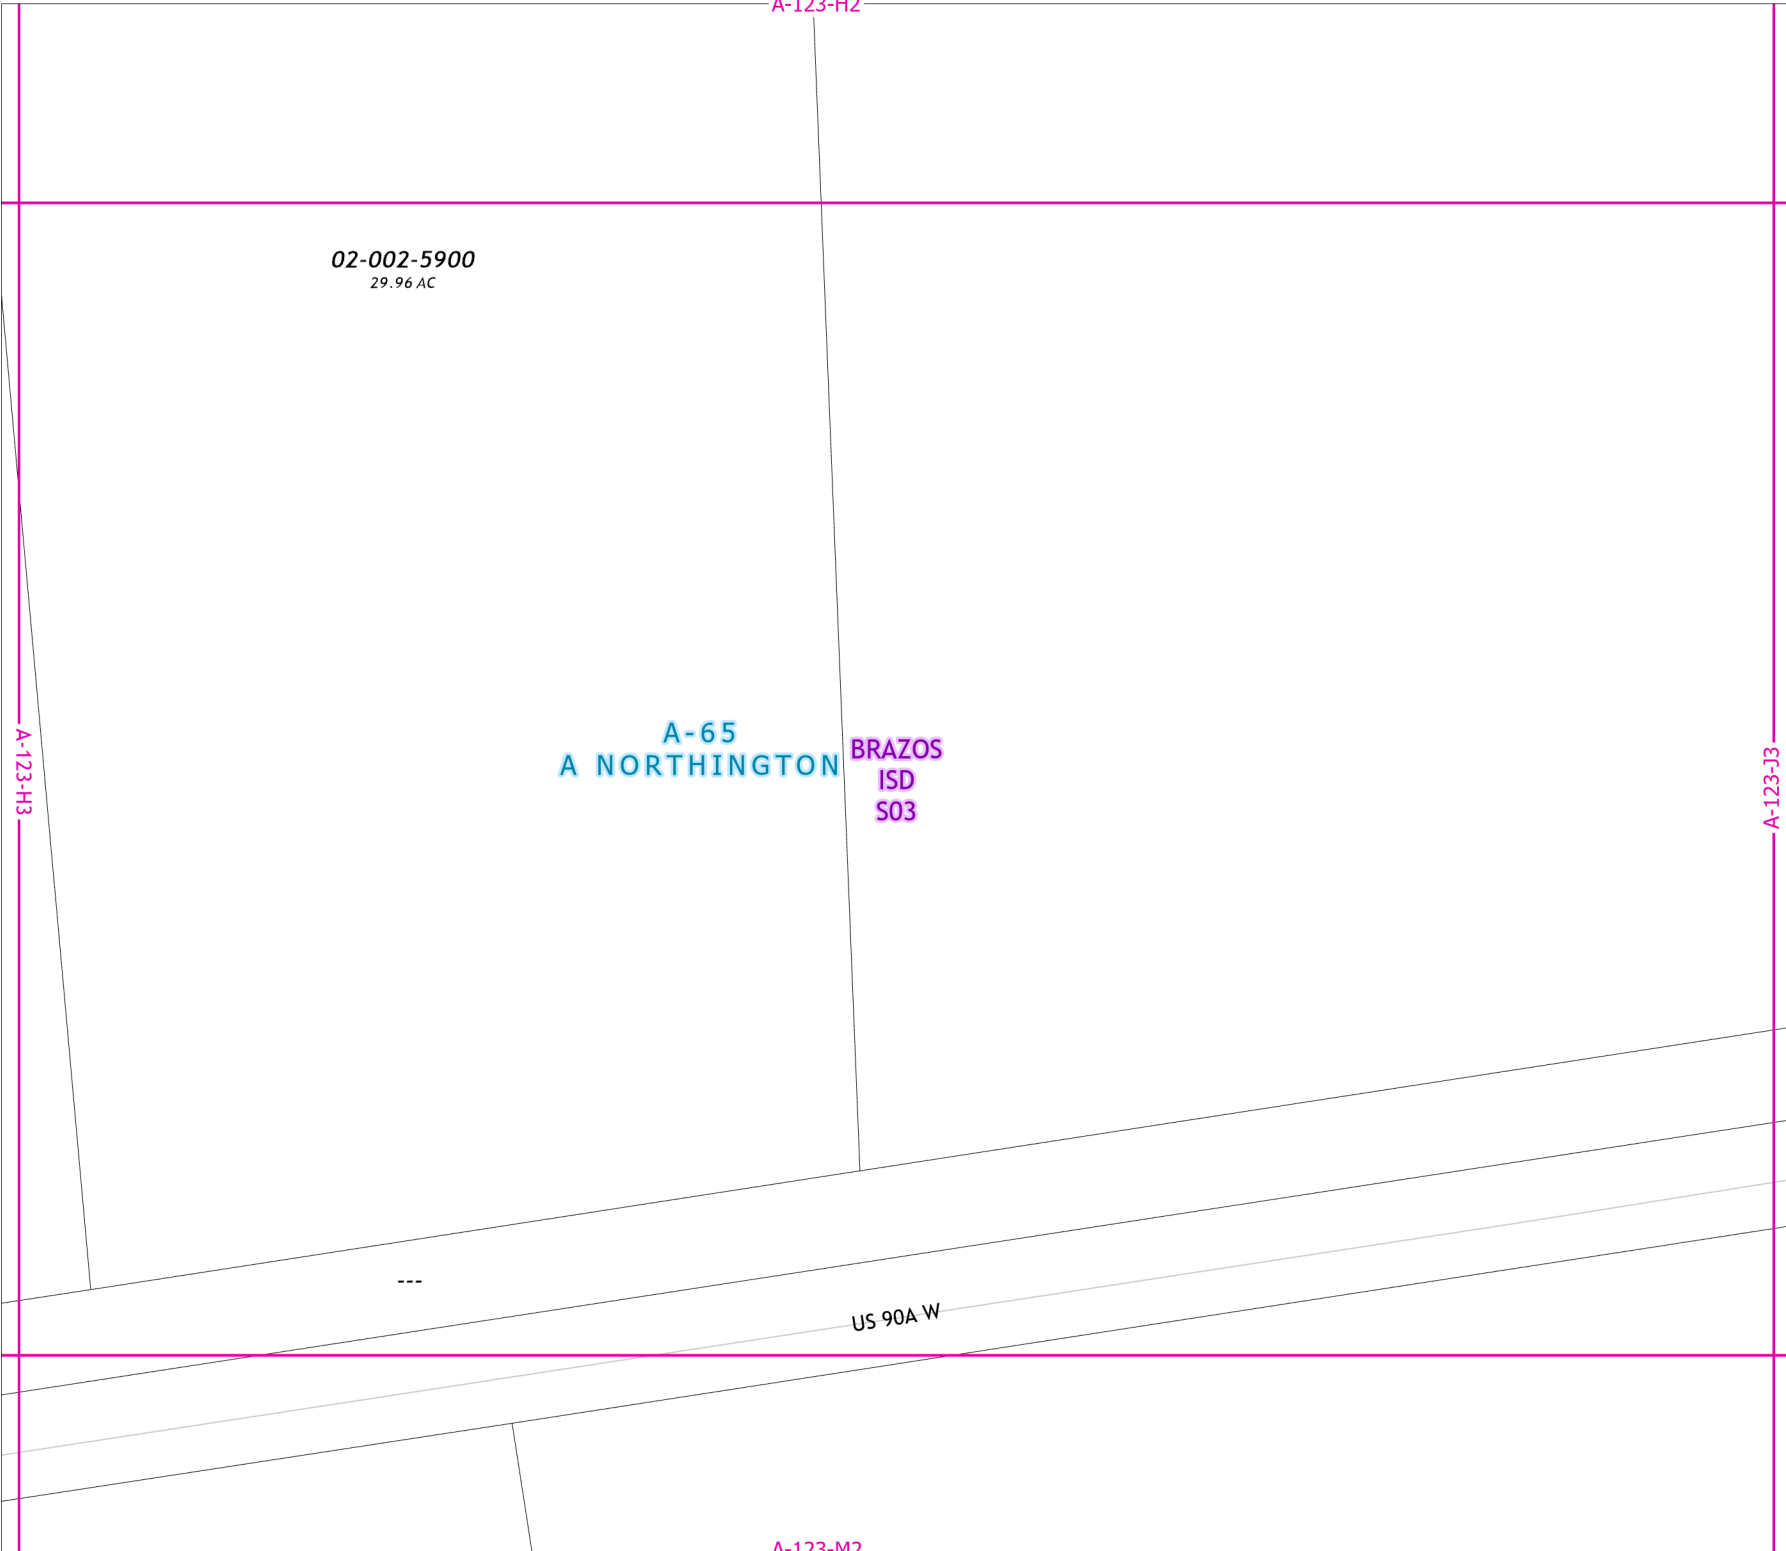 A-123-H2
02-002-5900
29.96 AC
A-65
A NORTHINGTON
BRAZOS
ISD
S03
A-123-H3
A-123-J3
---
US 90A W
A-123-M2